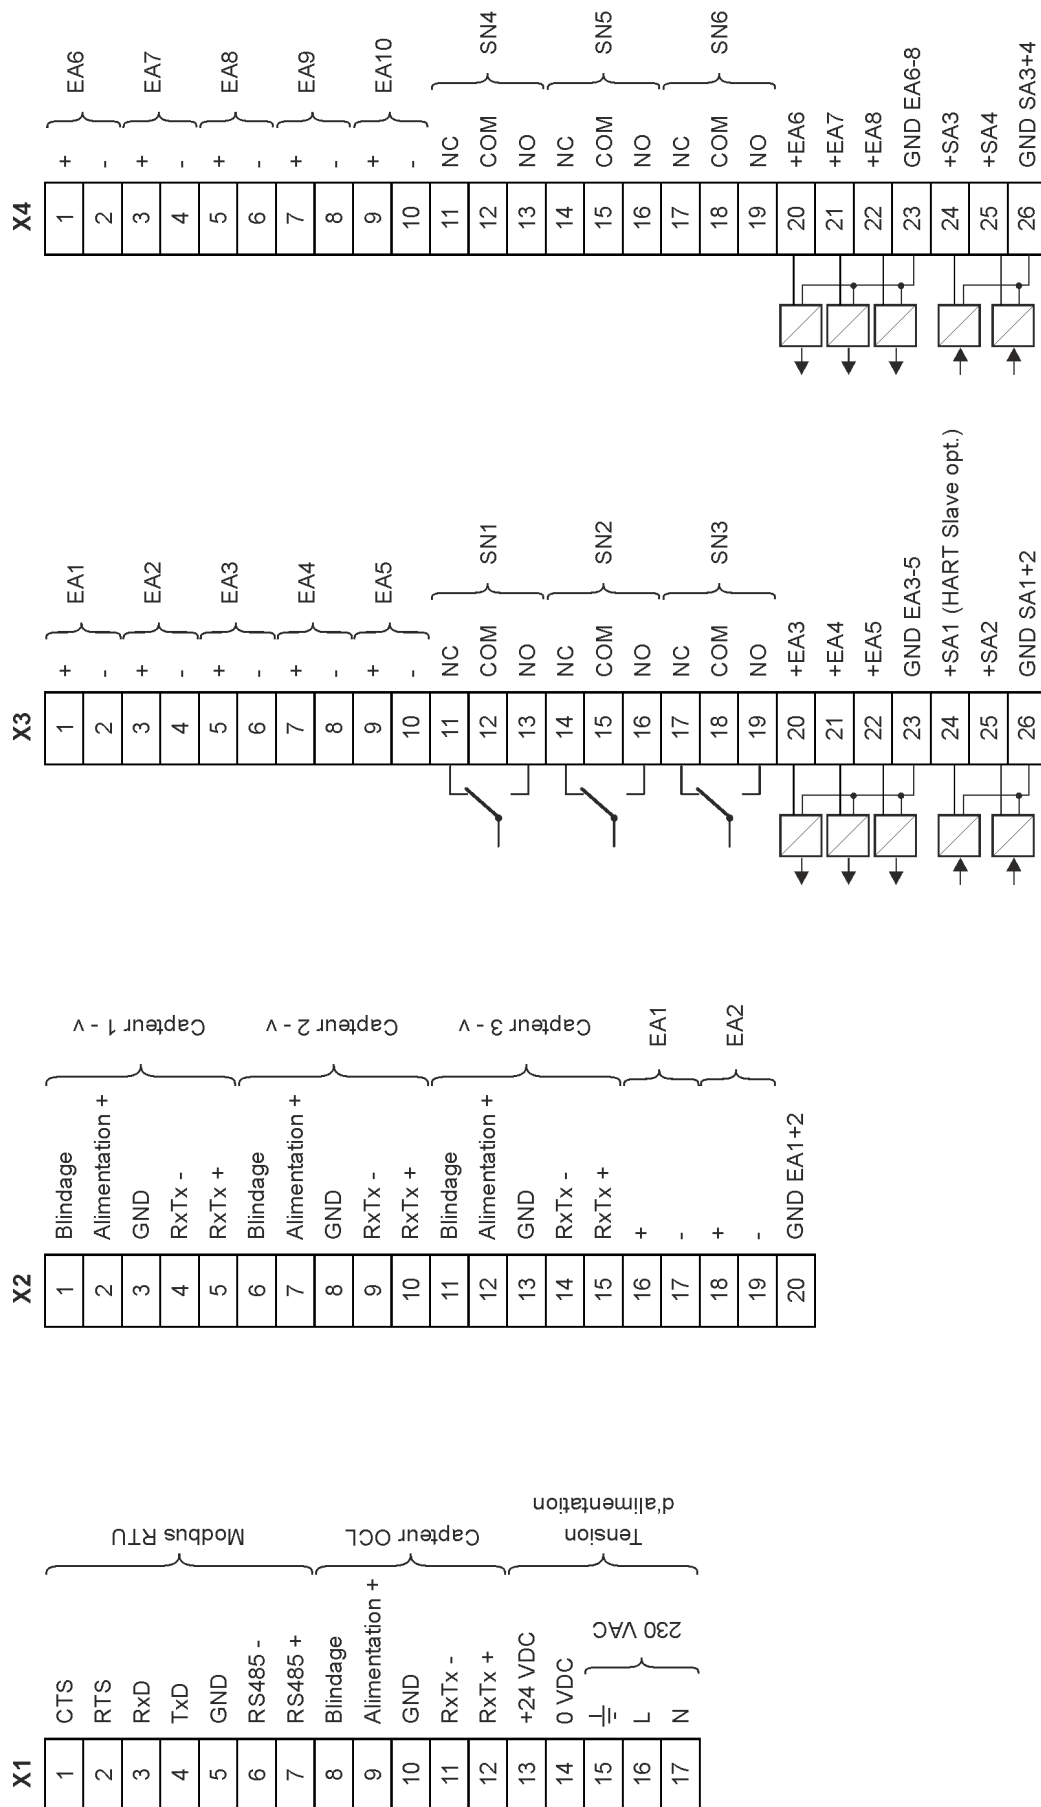 X1
1 CTS
2 RTS
3 RxD
4 TxD
5 GND
6 RS485 -
7 RS485 +
Modbus RTU
8 Blindage
9 Alimentation +
10 GND
11 RxTx -
12 RxTx +
Capteur OCL
13 +24 VDC
14 0 VDC
15
16 L
17 N
230 VAC
Tension
d'alimentation
X2
1 Blindage
2 Alimentation +
3 GND
4 RxTx -
5 RxTx +
Capteur 1 - v
6 Blindage
7 Alimentation +
8 GND
9 RxTx -
10 RxTx +
Capteur 2 - v
11 Blindage
12 Alimentation +
13 GND
14 RxTx -
15 RxTx +
Capteur 3 - v
16 +
17 -
EA1
18 +
19 -
EA2
20 GND EA1+2
X3
1 +
2 -
EA1
3 +
4 -
EA2
5 +
6 -
EA3
7 +
8 -
EA4
9 +
10 -
EA5
11 NC
12 COM
13 NO
SN1
14 NC
15 COM
16 NO
SN2
17 NC
18 COM
19 NO
SN3
20 +EA3
21 +EA4
22 +EA5
23 GND EA3-5
24 +SA1 (HART Slave opt.)
25 +SA2
26 GND SA1+2
X4
1 +
2 -
EA6
3 +
4 -
EA7
5 +
6 -
EA8
7 +
8 -
EA9
9 +
10 -
EA10
11 NC
12 COM
13 NO
SN4
14 NC
15 COM
16 NO
SN5
17 NC
18 COM
19 NO
SN6
20 +EA6
21 +EA7
22 +EA8
23 GND EA6-8
24 +SA3
25 +SA4
26 GND SA3+4